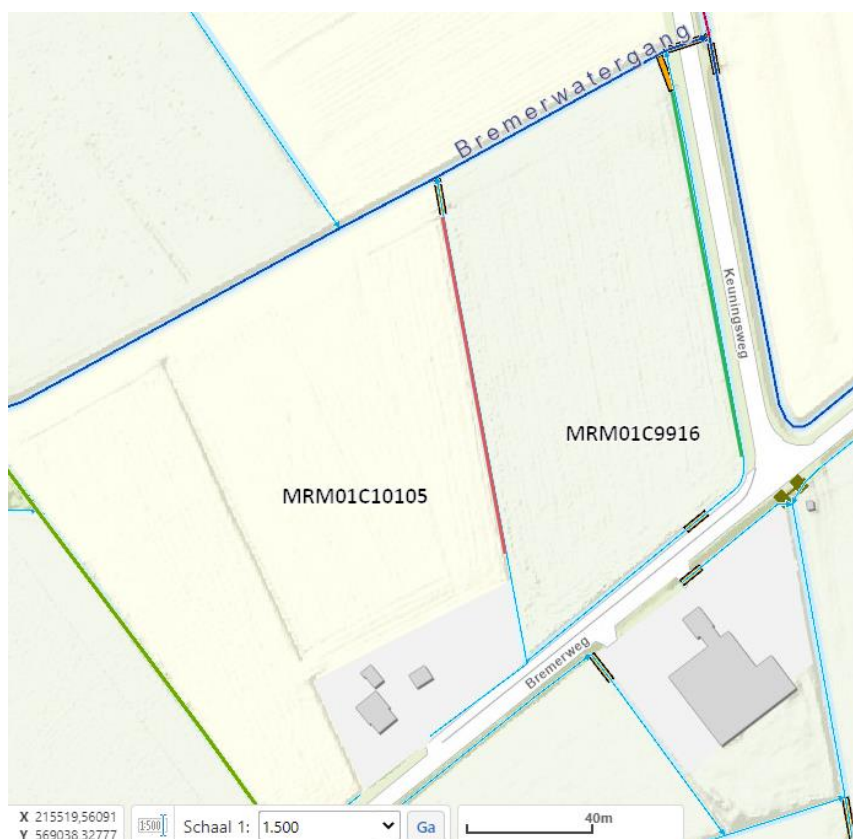 Bremerwatergang
Keuningsweg
MRM01C9916
MRM01C10105
Bremerweg
X 215519,56091
Y 569038,32777
1:500
Schaal 1: 1.500 Ga
40m